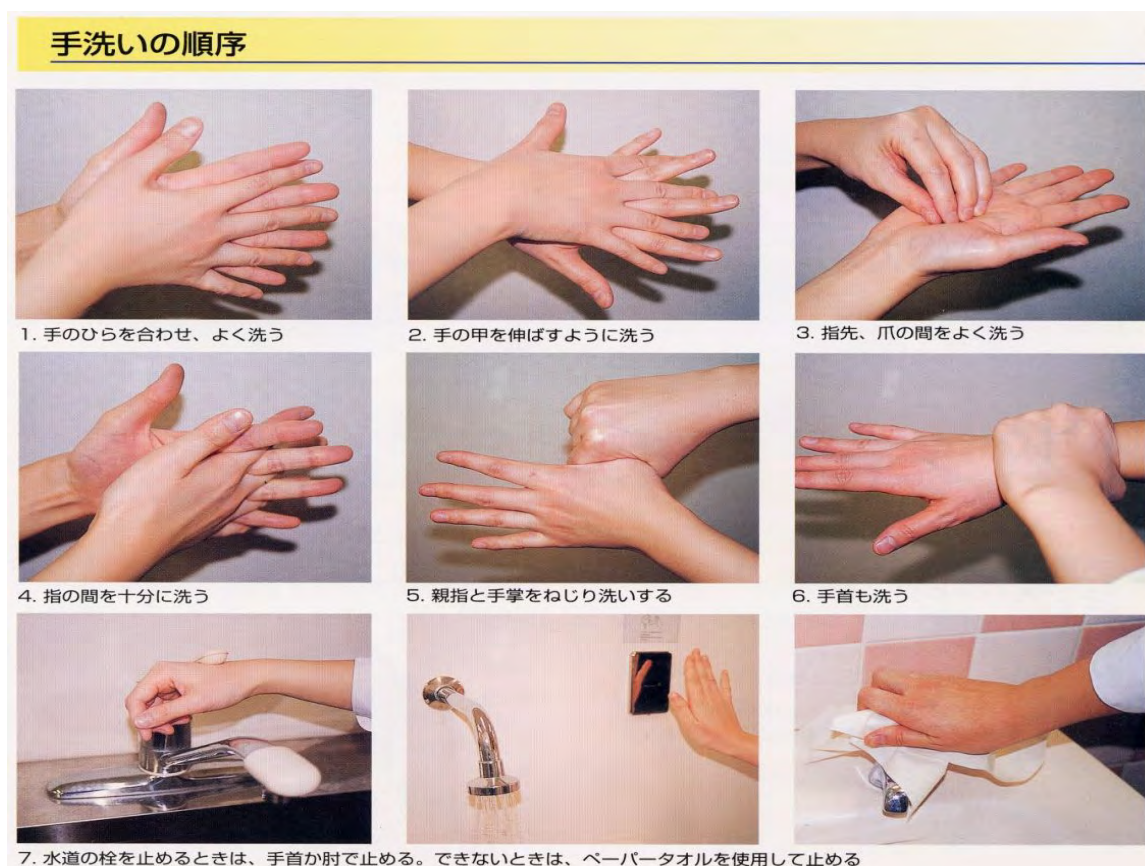 手洗いの順序
1. 手のひらを合わせ、よく洗う
2. 手の甲を伸ばすように洗う
3. 指先、爪の間をよく洗う
4. 指の間を十分に洗う
5. 親指と手掌をねじり洗いする
6. 手首も洗う
7. 水道の栓を止めるときは、手首か肘で止める。できないときは、ペーパータオルを使用して止める